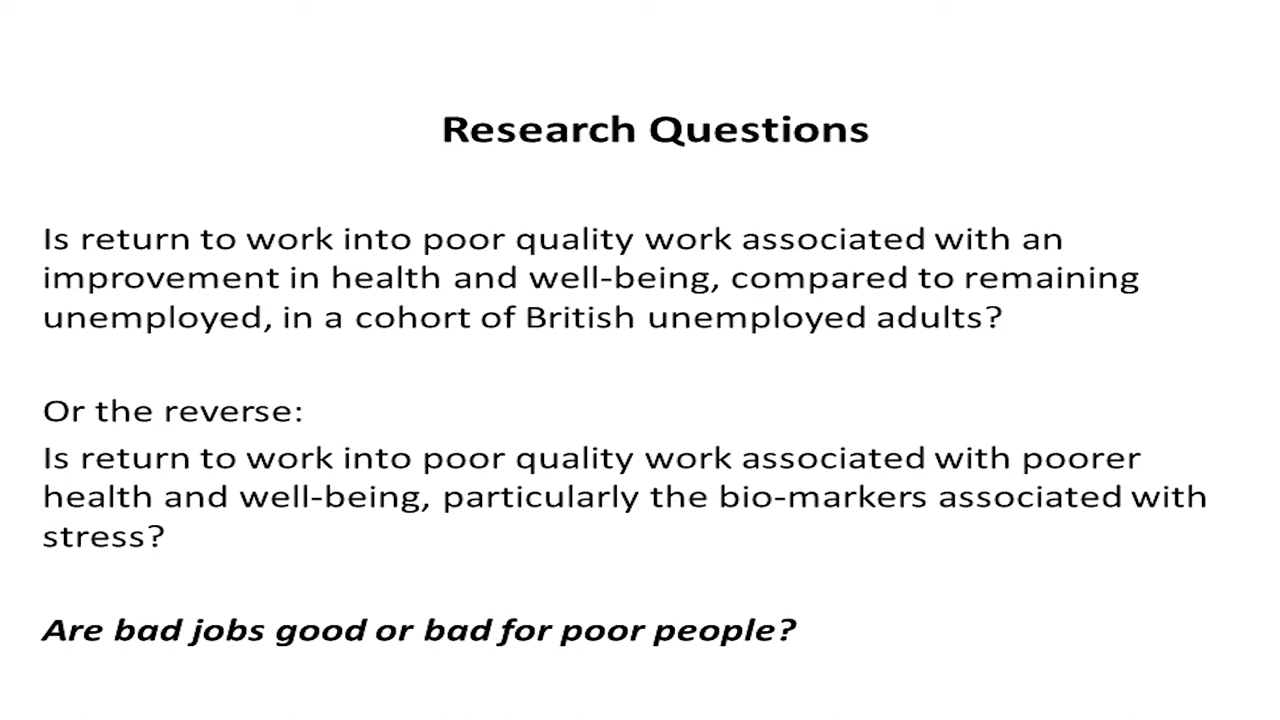 Research Questions
Is return to work into poor quality work associated with an
improvement in health and well-being, compared to remaining
unemployed, in a cohort of British unemployed adults?
Or the reverse:
Is return to work into poor quality work associated with poorer
health and well-being, particularly the bio-markers associated with
stress?
Are bad jobs good or bad for poor people?